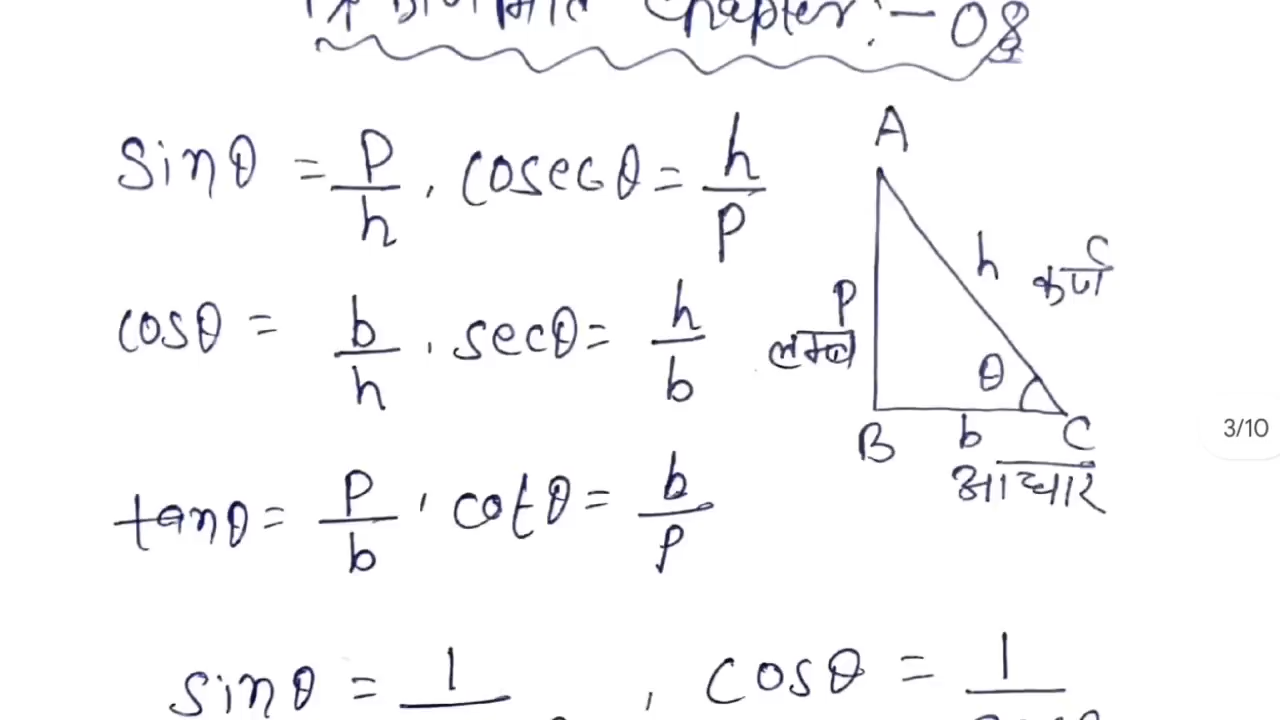 Chapter :- 08
sinθ = p/h , cosecθ = h/p
cosθ = b/h , secθ = h/b
tanθ = p/b , cotθ = b/p
A
h
कर्ण
p
लम्ब
θ
B
b
C
आधार
3/10
sinθ = 1
, cosθ = 1